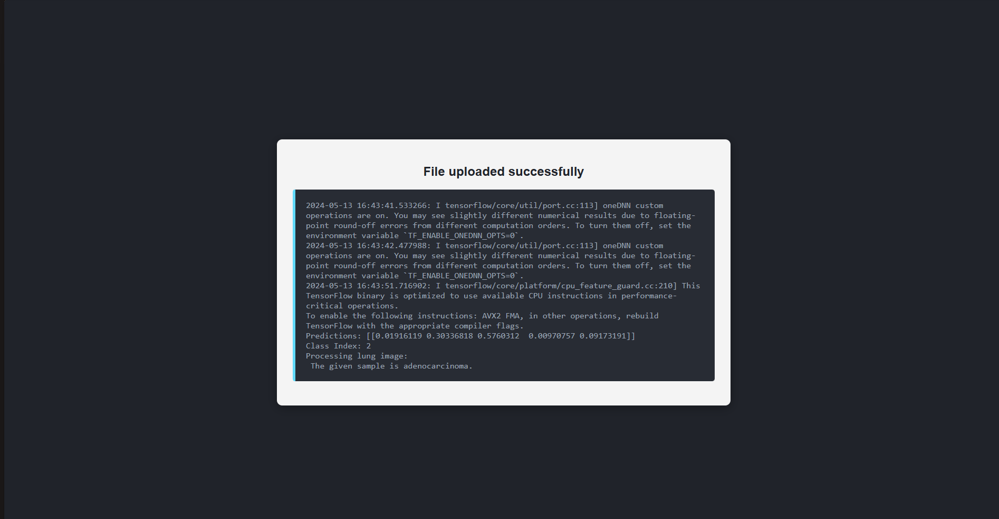 File uploaded successfully
2024-05-13 16:43:41.533266: I tensorflow/core/util/port.cc:113] oneDNN custom
operations are on. You may see slightly different numerical results due to floating-
point round-off errors from different computation orders. To turn them off, set the
environment variable `TF_ENABLE_ONEDNN_OPTS=0`.
2024-05-13 16:43:42.477988: I tensorflow/core/util/port.cc:113] oneDNN custom
operations are on. You may see slightly different numerical results due to floating-
point round-off errors from different computation orders. To turn them off, set the
environment variable `TF_ENABLE_ONEDNN_OPTS=0`.
2024-05-13 16:43:51.716902: I tensorflow/core/platform/cpu_feature_guard.cc:210] This
TensorFlow binary is optimized to use available CPU instructions in performance-
critical operations.
To enable the following instructions: AVX2 FMA, in other operations, rebuild
TensorFlow with the appropriate compiler flags.
Predictions: [[0.01916119 0.30336818 0.5760312  0.00970757 0.09173191]]
Class Index: 2
Processing lung image:
 The given sample is adenocarcinoma.